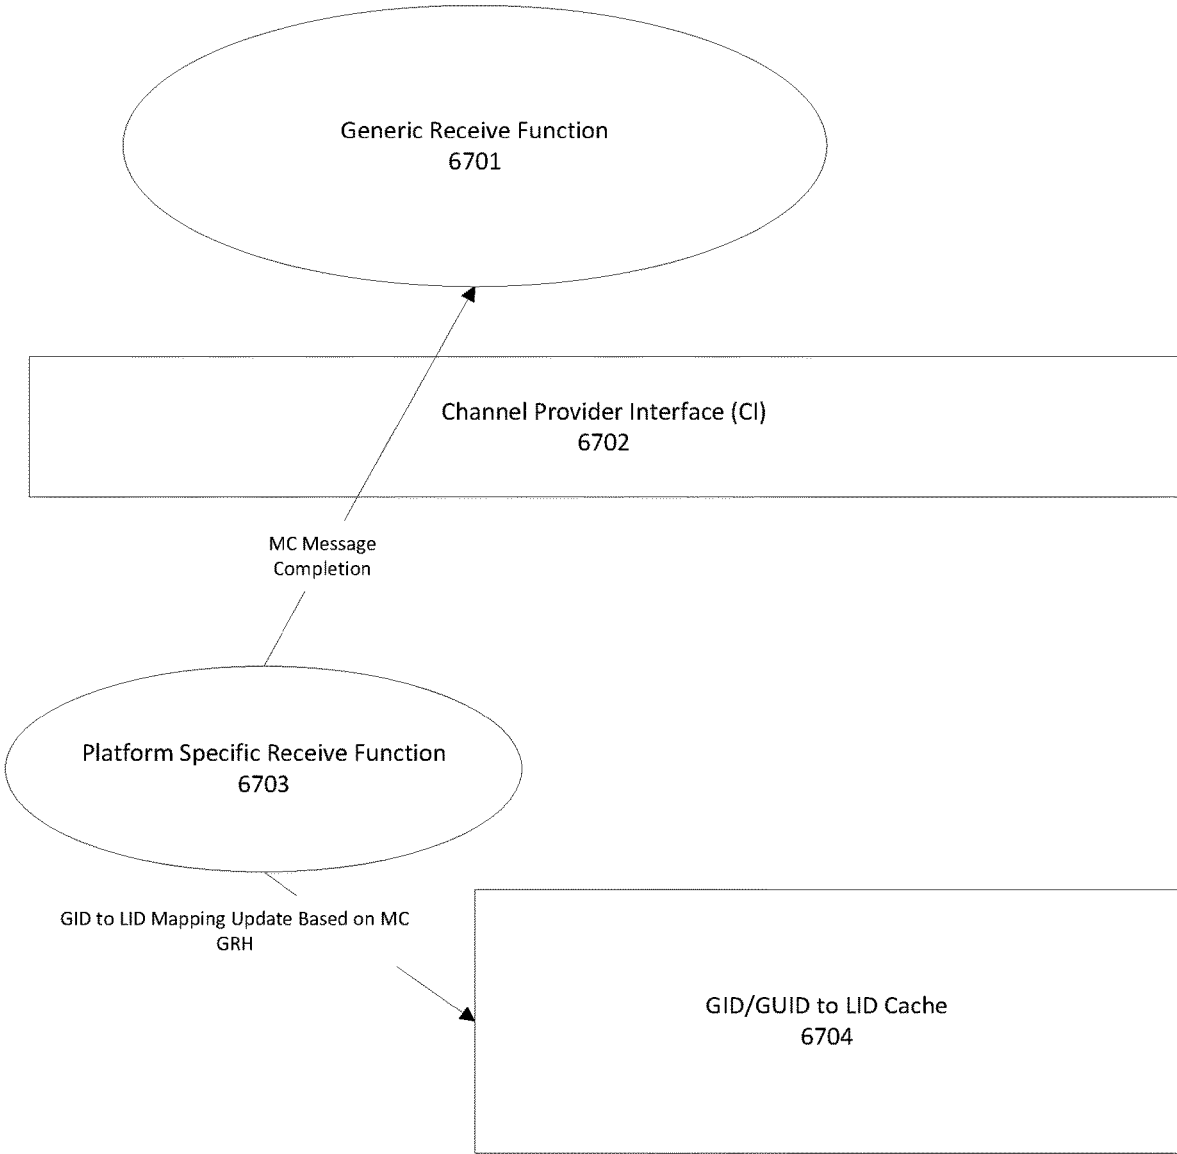 Generic Receive Function
6701
Channel Provider Interface (CI)
6702
MC Message
Completion
Platform Specific Receive Function
6703
GID to LID Mapping Update Based on MC
GRH
GID/GUID to LID Cache
6704